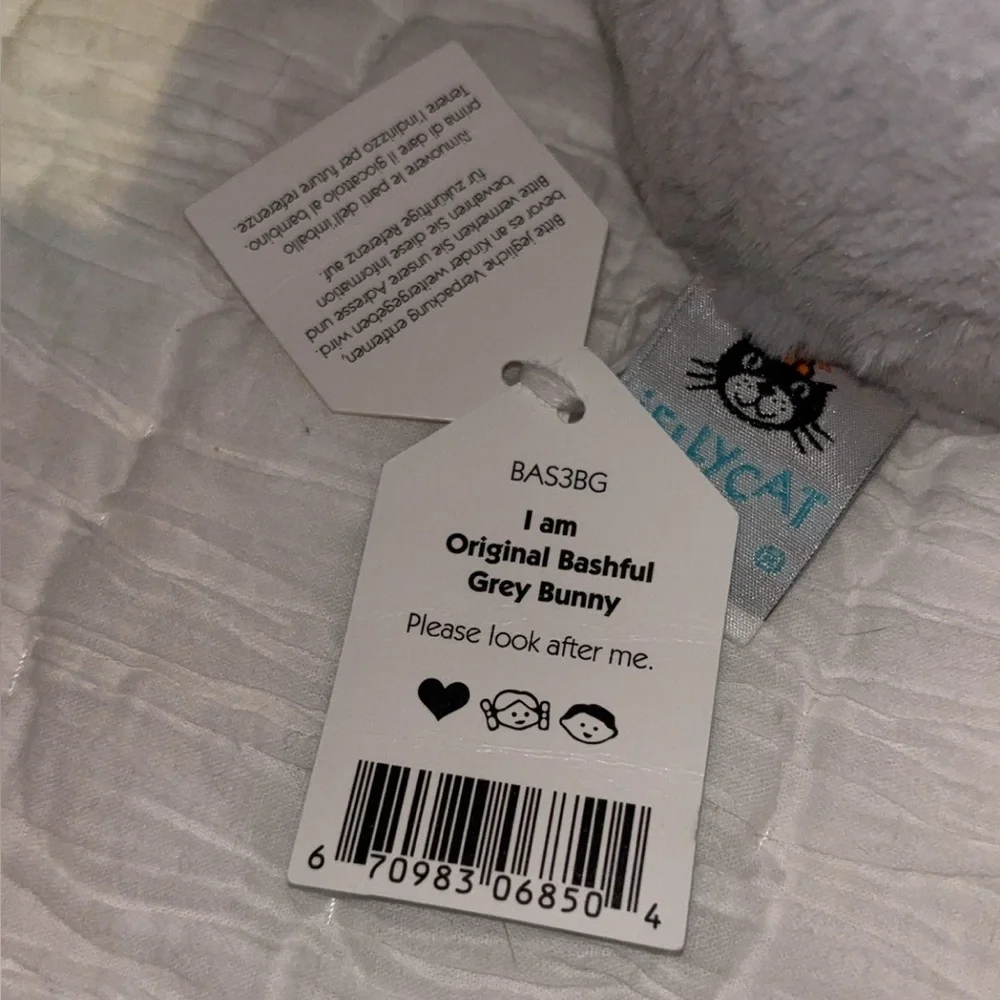 Bitte jegliche Verpackung entfernen,
bevor es an Kinder weitergegeben wird.
Bitte vermerken Sie unsere Adresse und
bewahren Sie diese Information
für zukünftige Referenz auf.
Rimuovere le parti dell'imballo
prima di dare il giocattolo al bambino.
Tenere l'indirizzo per future referenze.
JELLYCAT
®
BAS3BG
I am
Original Bashful
Grey Bunny
Please look after me.
6 70983 06850 4